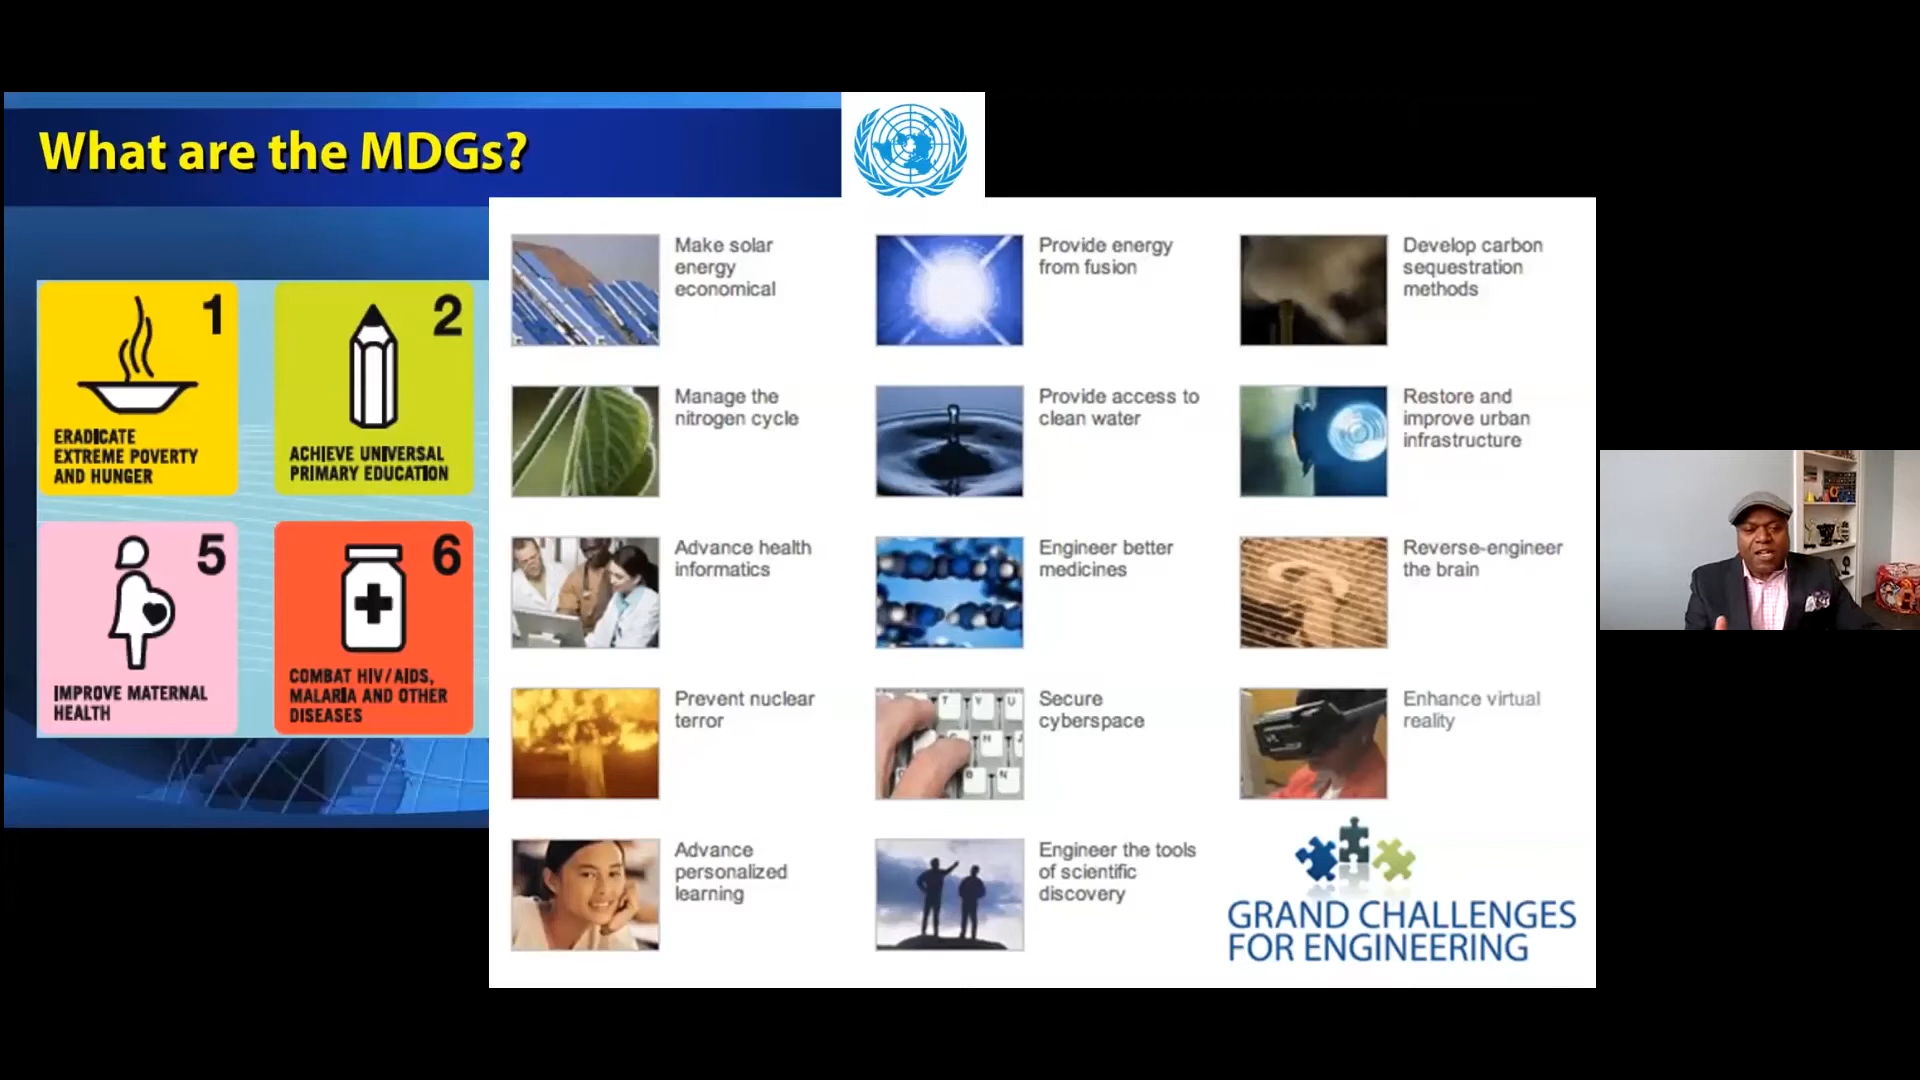 What are the MDGs?
1
ERADICATE
EXTREME POVERTY
AND HUNGER
2
ACHIEVE UNIVERSAL
PRIMARY EDUCATION
5
IMPROVE MATERNAL
HEALTH
6
COMBAT HIV/AIDS,
MALARIA AND OTHER
DISEASES
Make solar
energy
economical
Provide energy
from fusion
Develop carbon
sequestration
methods
Manage the
nitrogen cycle
Provide access to
clean water
Restore and
improve urban
infrastructure
Advance health
informatics
Engineer better
medicines
Reverse-engineer
the brain
Prevent nuclear
terror
T Y U
H J
B N
Secure
cyberspace
Enhance virtual
reality
Advance
personalized
learning
Engineer the tools
of scientific
discovery
GRAND CHALLENGES
FOR ENGINEERING